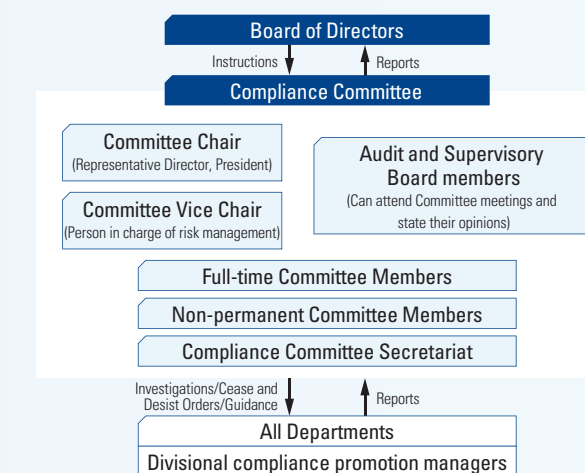 Board of Directors
Instructions
Reports
Compliance Committee
Committee Chair
(Representative Director, President)
Committee Vice Chair
(Person in charge of risk management)
Audit and Supervisory
Board members
(Can attend Committee meetings and
state their opinions)
Full-time Committee Members
Non-permanent Committee Members
Compliance Committee Secretariat
Investigations/Cease and
Desist Orders/Guidance
Reports
All Departments
Divisional compliance promotion managers